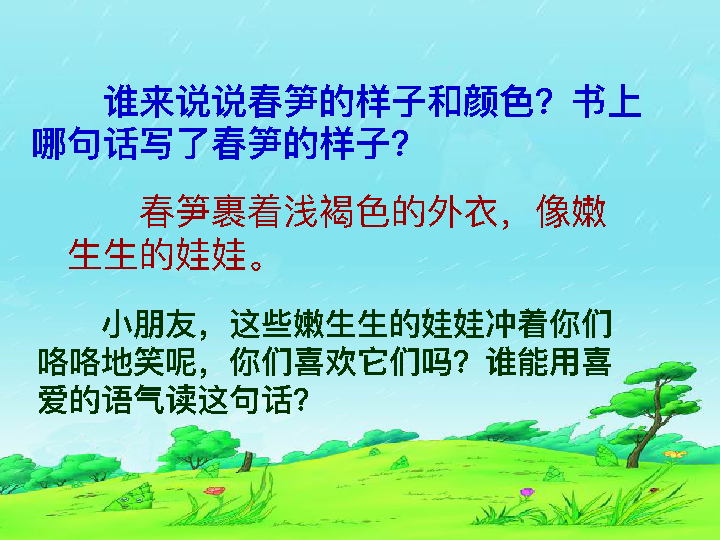 谁来说说春笋的样子和颜色？书上
哪句话写了春笋的样子？
春笋裹着浅褐色的外衣，像嫩
生生的娃娃。
小朋友，这些嫩生生的娃娃冲着你们
咯咯地笑呢，你们喜欢它们吗？谁能用喜
爱的语气读这句话？